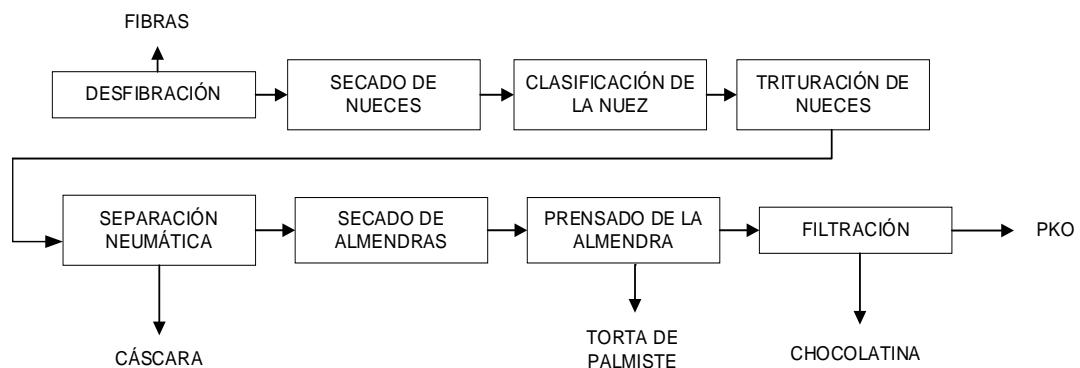 FIBRAS
DESFIBRACIÓN
SECADO DE
NUECES
CLASIFICACIÓN DE
LA NUEZ
TRITURACIÓN DE
NUECES
SEPARACIÓN
NEUMÁTICA
SECADO DE
ALMENDRAS
PRENSADO DE LA
ALMENDRA
FILTRACIÓN
PKO
CÁSCARA
TORTA DE
PALMISTE
CHOCOLATINA